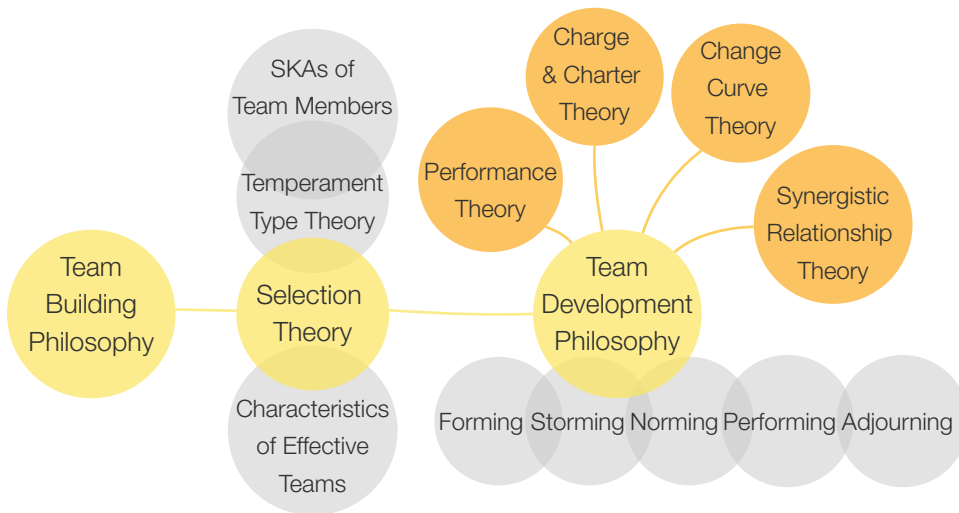 SKAs of
Team Members
Temperament
Type Theory
Team
Building
Philosophy
Selection
Theory
Characteristics
of Effective
Teams
Performance
Theory
Charge
& Charter
Theory
Change
Curve
Theory
Synergistic
Relationship
Theory
Team
Development
Philosophy
Forming Storming Norming Performing Adjourning